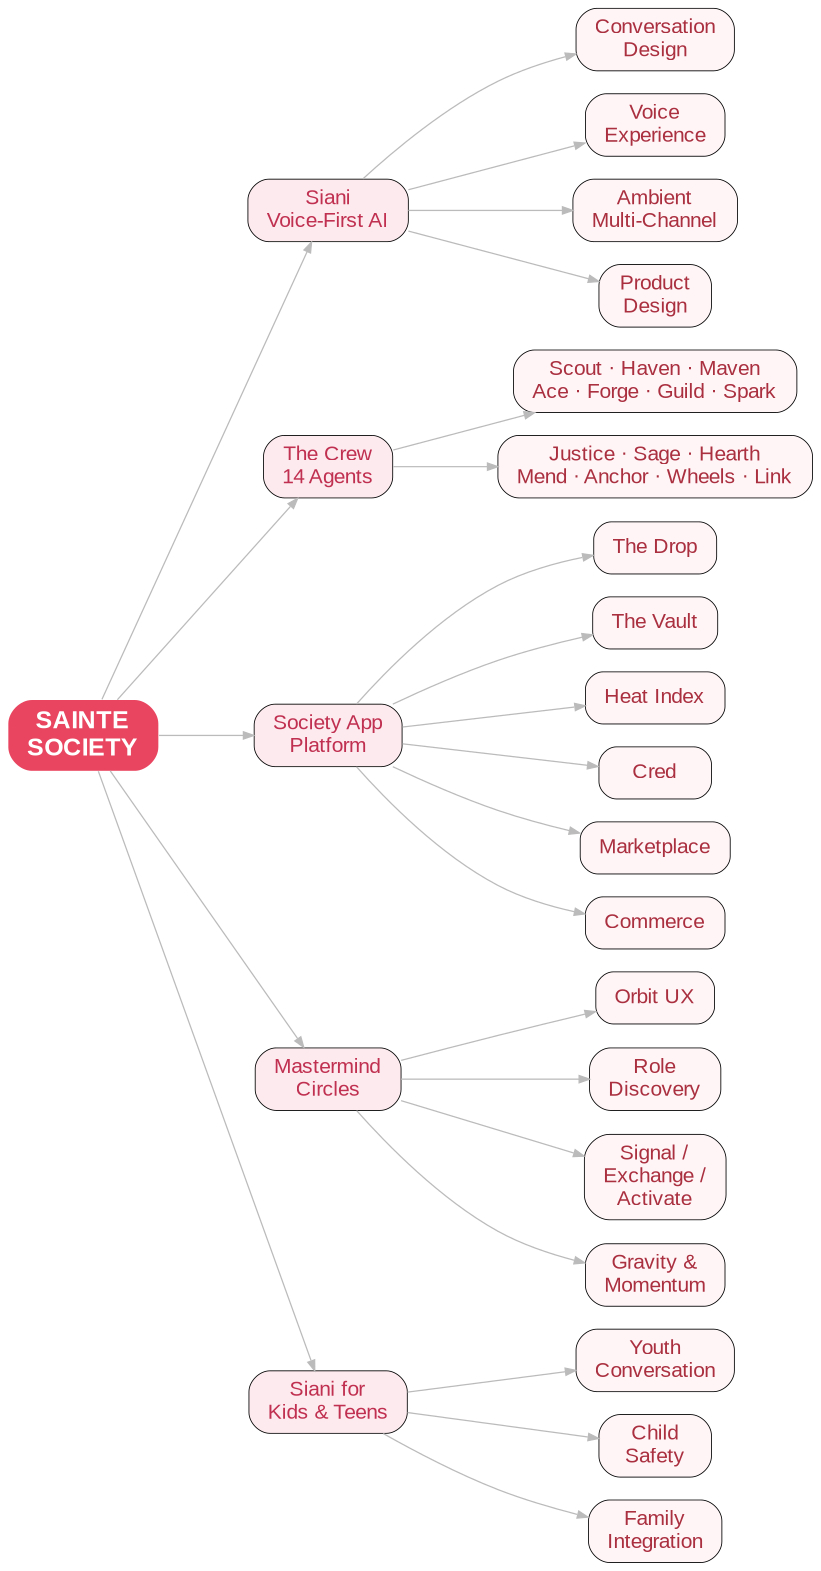 SAINTE
SOCIETY
Siani
Voice-First AI
Conversation
Design
Voice
Experience
Ambient
Multi-Channel
Product
Design
The Crew
14 Agents
Scout · Haven · Maven
Ace · Forge · Guild · Spark
Justice · Sage · Hearth
Mend · Anchor · Wheels · Link
Society App
Platform
The Drop
The Vault
Heat Index
Cred
Marketplace
Commerce
Mastermind
Circles
Orbit UX
Role
Discovery
Signal /
Exchange /
Activate
Gravity &
Momentum
Siani for
Kids & Teens
Youth
Conversation
Child
Safety
Family
Integration